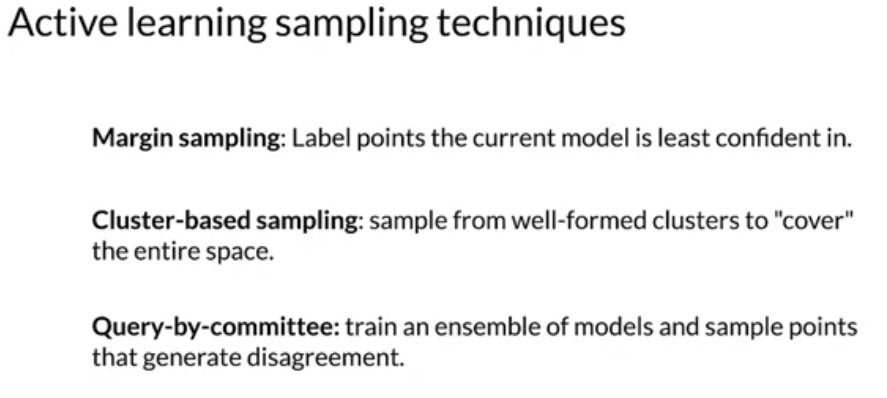 Active learning sampling techniques
Margin sampling: Label points the current model is least confident in.
Cluster-based sampling: sample from well-formed clusters to "cover"
the entire space.
Query-by-committee: train an ensemble of models and sample points
that generate disagreement.